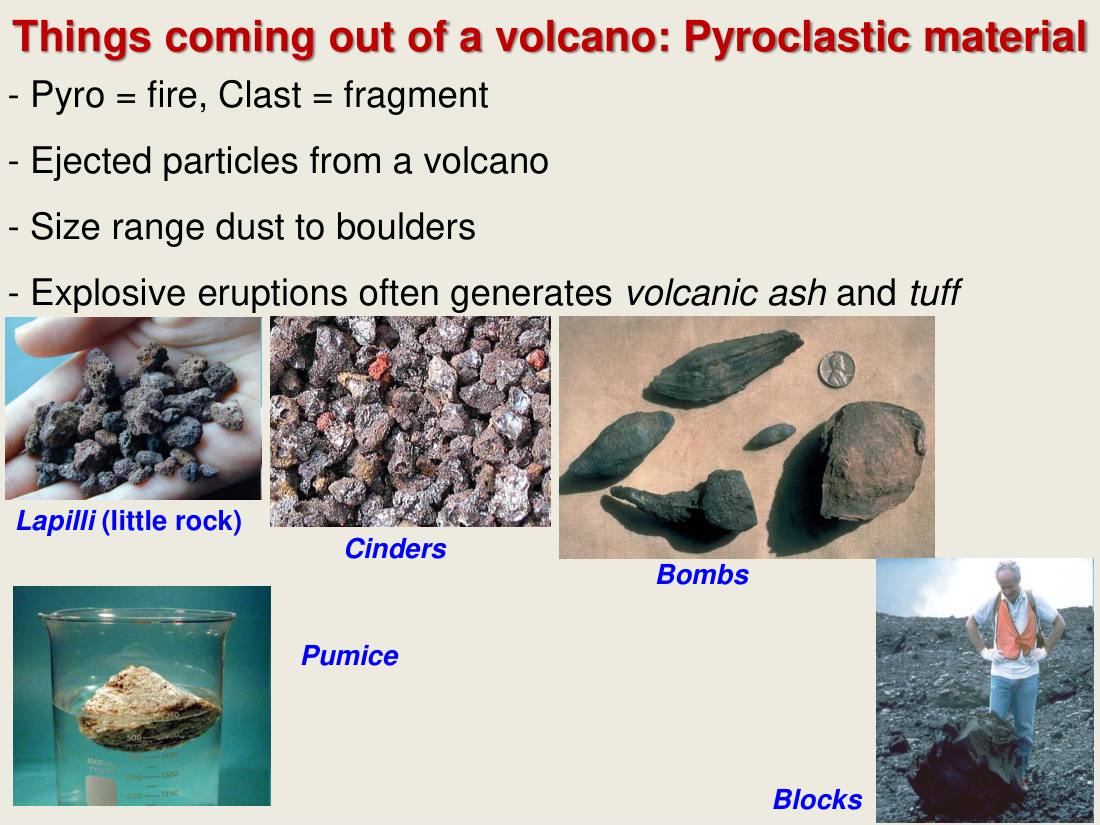 Things coming out of a volcano: Pyroclastic material
- Pyro = fire, Clast = fragment
- Ejected particles from a volcano
- Size range dust to boulders
- Explosive eruptions often generates volcanic ash and tuff
Lapilli (little rock)
Cinders
Bombs
Pumice
Blocks